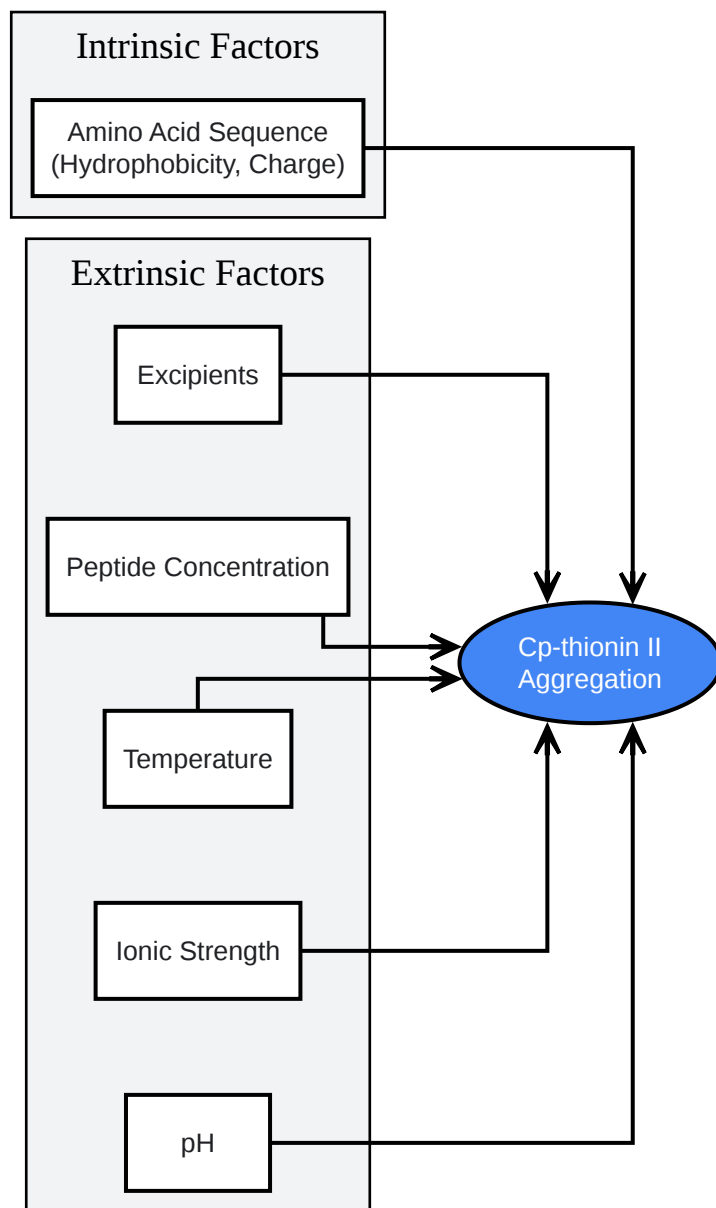 Intrinsic Factors
Amino Acid Sequence
(Hydrophobicity, Charge)
Extrinsic Factors
Excipients
Peptide Concentration
Cp-thionin II
Aggregation
Temperature
Ionic Strength
pH